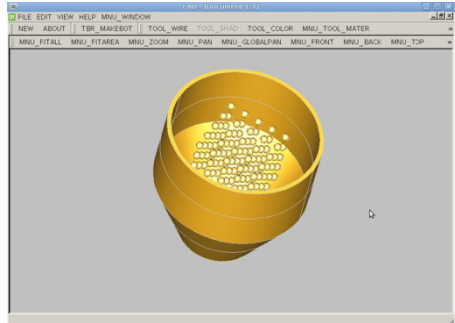 CAD - [Document 1:1]
FILE EDIT VIEW HELP MNU_WINDOW
NEW ABOUT TBR_MAKEBOT TOOL_WIRE TOOL_SHAD TOOL_COLOR MNU_TOOL_MATER
MNU_FITALL MNU_FITAREA MNU_ZOOM MNU_PAN MNU_GLOBALPAN MNU_FRONT MNU_BACK MNU_TOP